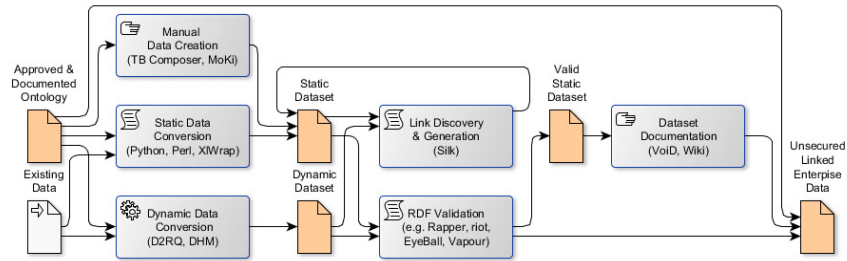 Manual
Data Creation
(TB Composer, MoKi)
Approved &
Documented
Ontology
Static
Dataset
Valid
Static
Dataset
Static Data
Conversion
(Python, Perl, XlWrap)
Link Discovery
& Generation
(Silk)
Dataset
Documentation
(VoiD, Wiki)
Unsecured
Linked
Enterpise
Data
Existing
Data
Dynamic
Dataset
Dynamic Data
Conversion
(D2RQ, DHM)
RDF Validation
(e.g. Rapper, riot,
EyeBall, Vapour)